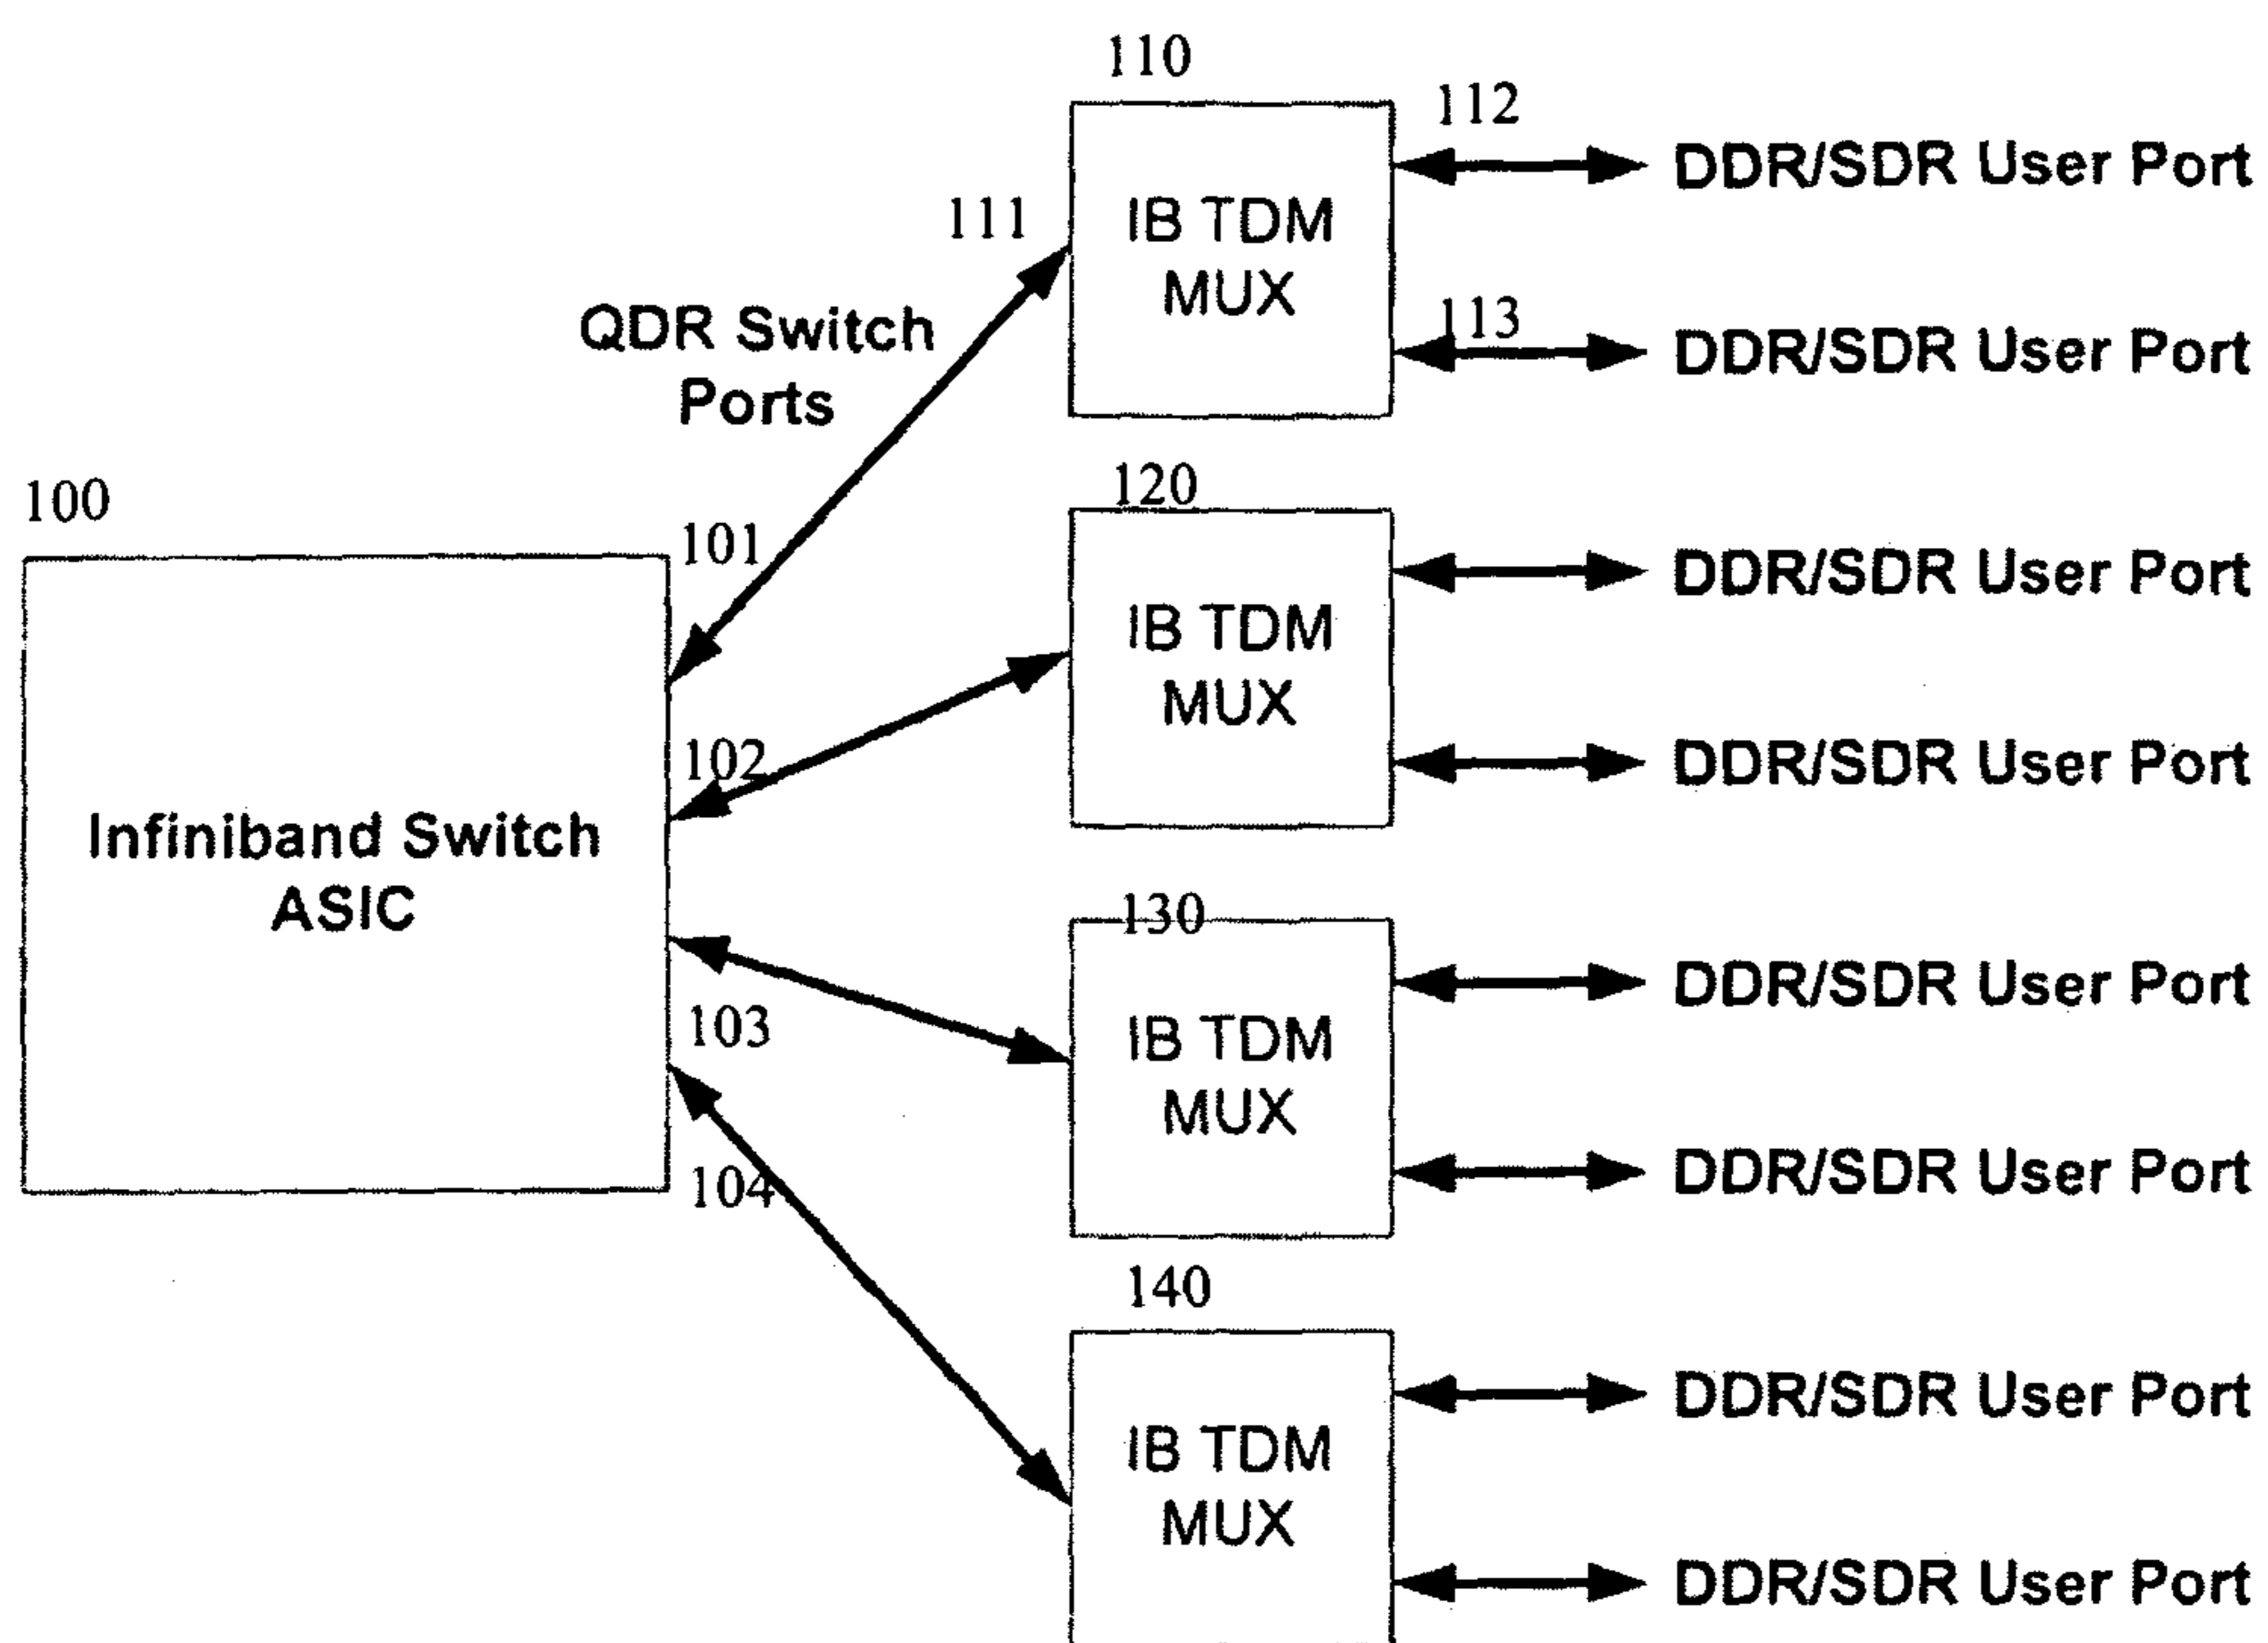 110
112
DDR/SDR User Port
111
IB TDM
MUX
113
DDR/SDR User Port
QDR Switch
Ports
100
101
120
DDR/SDR User Port
IB TDM
MUX
102
DDR/SDR User Port
Infiniband Switch
ASIC
130
DDR/SDR User Port
103
IB TDM
MUX
104
DDR/SDR User Port
140
DDR/SDR User Port
IB TDM
MUX
DDR/SDR User Port